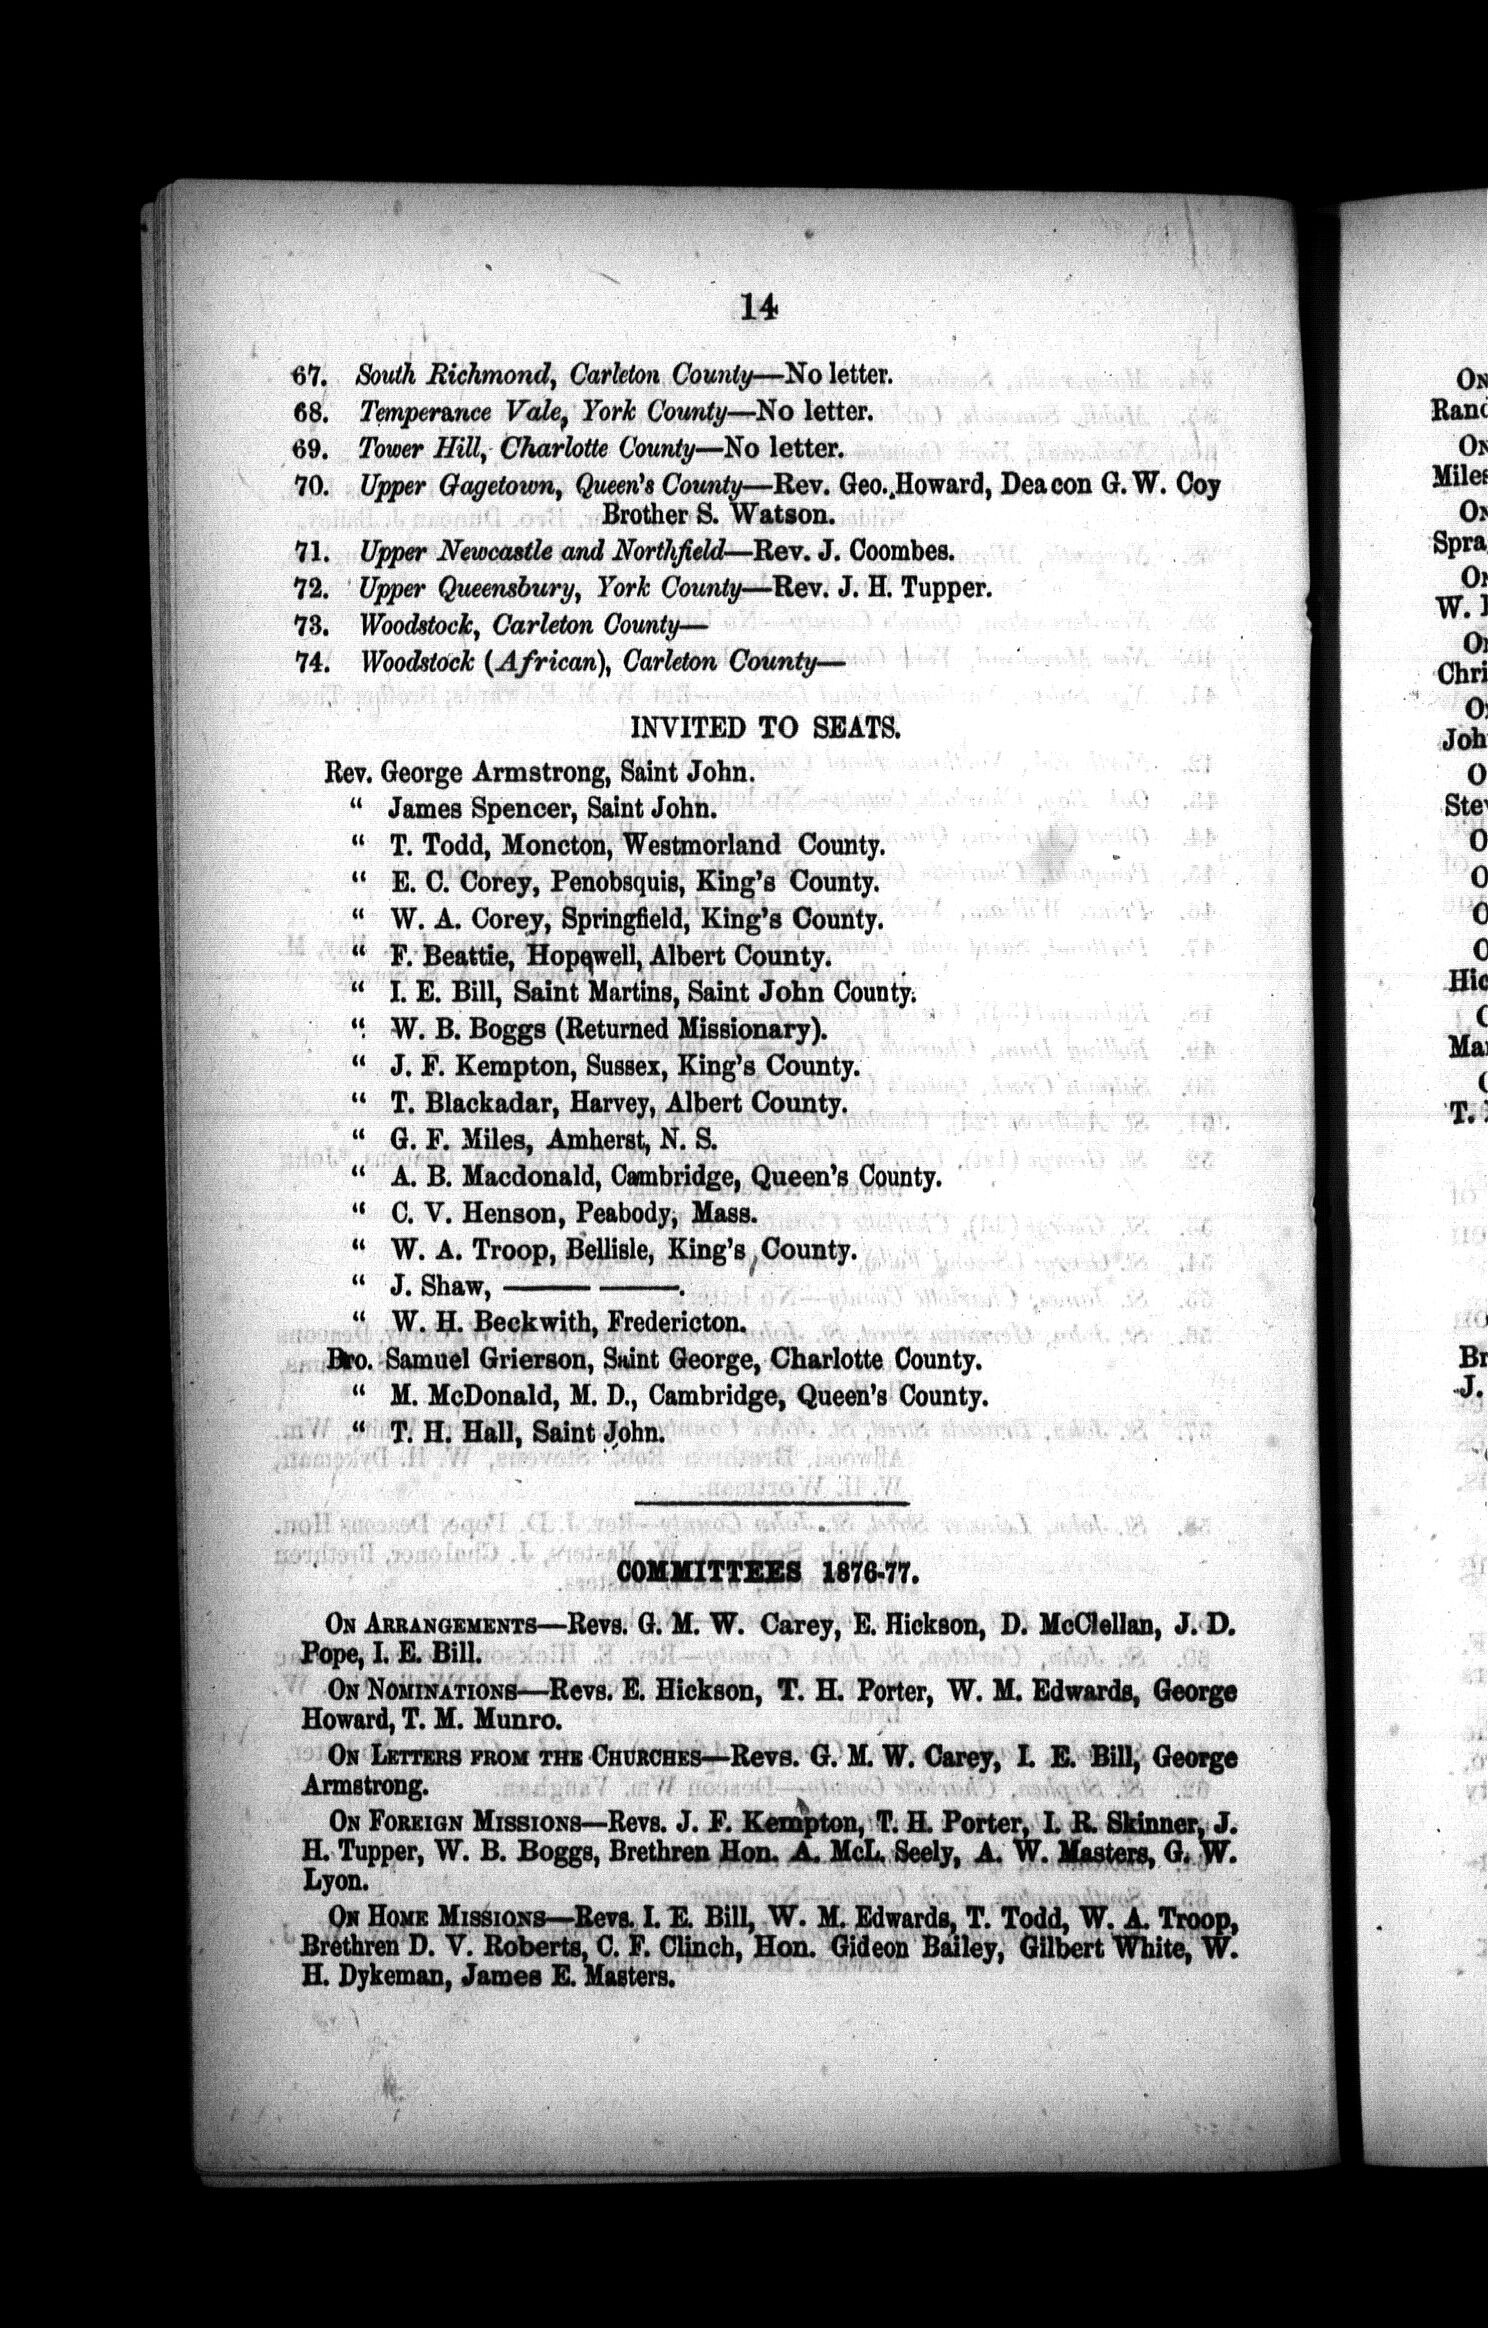 14
67. South Richmond, Carleton County—No letter.
68. Temperance Vale, York County—No letter.
69. Tower Hill, Charlotte County—No letter.
70. Upper Gagetown, Queen's County—Rev. Geo. Howard, Deacon G. W. Coy
Brother S. Watson.
71. Upper Newcastle and Northfield—Rev. J. Coombes.
72. Upper Queensbury, York County—Rev. J. H. Tupper.
73. Woodstock, Carleton County—
74. Woodstock (African), Carleton County—
INVITED TO SEATS.
Rev. George Armstrong, Saint John.
" James Spencer, Saint John.
" T. Todd, Moncton, Westmorland County.
" E. C. Corey, Penobsquis, King's County.
" W. A. Corey, Springfield, King's County.
" F. Beattie, Hopewell, Albert County.
" I. E. Bill, Saint Martins, Saint John County.
" W. B. Boggs (Returned Missionary).
" J. F. Kempton, Sussex, King's County.
" T. Blackadar, Harvey, Albert County.
" G. F. Miles, Amherst, N. S.
" A. B. Macdonald, Cambridge, Queen's County.
" C. V. Henson, Peabody, Mass.
" W. A. Troop, Bellisle, King's County.
" J. Shaw, ——— ———.
" W. H. Beckwith, Fredericton.
Bro. Samuel Grierson, Saint George, Charlotte County.
" M. McDonald, M. D., Cambridge, Queen's County.
" T. H. Hall, Saint John.
COMMITTEES 1876-77.
ON ARRANGEMENTS—Revs. G. M. W. Carey, E. Hickson, D. McClellan, J. D.
Pope, I. E. Bill.
ON NOMINATIONS—Revs. E. Hickson, T. H. Porter, W. M. Edwards, George
Howard, T. M. Munro.
ON LETTERS FROM THE CHURCHES—Revs. G. M. W. Carey, I. E. Bill, George
Armstrong.
ON FOREIGN MISSIONS—Revs. J. F. Kempton, T. H. Porter, I. R. Skinner, J.
H. Tupper, W. B. Boggs, Brethren Hon. A. McL. Seely, A. W. Masters, G. W.
Lyon.
ON HOME MISSIONS—Revs. I. E. Bill, W. M. Edwards, T. Todd, W. A. Troop,
Brethren D. V. Roberts, C. F. Clinch, Hon. Gideon Bailey, Gilbert White, W.
H. Dykeman, James E. Masters.